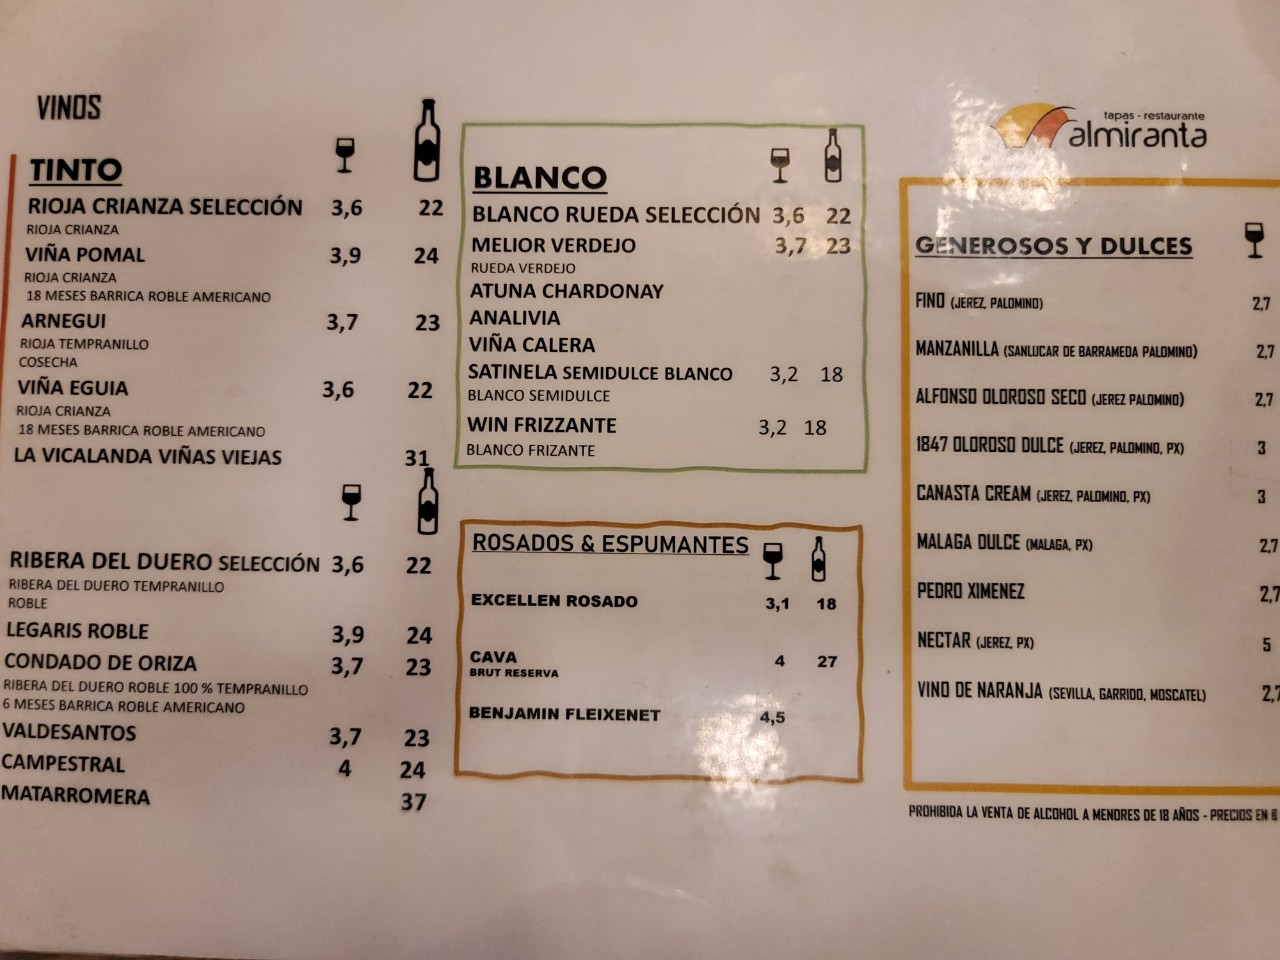 VINOS
TINTO
RIOJA CRIANZA SELECCIÓN 3,6 22
RIOJA CRIANZA
VIÑA POMAL 3,9 24
RIOJA CRIANZA
18 MESES BARRICA ROBLE AMERICANO
ARNEGUI 3,7 23
RIOJA TEMPRANILLO
COSECHA
VIÑA EGUIA 3,6 22
RIOJA CRIANZA
18 MESES BARRICA ROBLE AMERICANO
LA VICALANDA VIÑAS VIEJAS 31
RIBERA DEL DUERO SELECCIÓN 3,6 22
RIBERA DEL DUERO TEMPRANILLO
ROBLE
LEGARIS ROBLE 3,9 24
CONDADO DE ORIZA 3,7 23
RIBERA DEL DUERO ROBLE 100 % TEMPRANILLO
6 MESES BARRICA ROBLE AMERICANO
VALDESANTOS 3,7 23
CAMPESTRAL 4 24
MATARROMERA 37
BLANCO
BLANCO RUEDA SELECCIÓN 3,6 22
MELIOR VERDEJO 3,7 23
RUEDA VERDEJO
ATUNA CHARDONAY
ANALIVIA
VIÑA CALERA
SATINELA SEMIDULCE BLANCO 3,2 18
BLANCO SEMIDULCE
WIN FRIZZANTE 3,2 18
BLANCO FRIZANTE
ROSADOS & ESPUMANTES
EXCELLEN ROSADO 3,1 18
CAVA 4 27
BRUT RESERVA
BENJAMIN FLEIXENET 4,5
tapas - restaurante
almiranta
GENEROSOS Y DULCES
FINO (JEREZ, PALOMINO) 2,7
MANZANILLA (SANLUCAR DE BARRAMEDA PALOMINO) 2,7
ALFONSO OLOROSO SECO (JEREZ PALOMINO) 2,7
1847 OLOROSO DULCE (JEREZ, PALOMINO, PX) 3
CANASTA CREAM (JEREZ, PALOMINO, PX) 3
MALAGA DULCE (MALAGA, PX) 2,7
PEDRO XIMENEZ 2,7
NECTAR (JEREZ, PX) 5
VINO DE NARANJA (SEVILLA, GARRIDO, MOSCATEL) 2,7
PROHIBIDA LA VENTA DE ALCOHOL A MENORES DE 18 AÑOS - PRECIOS EN €